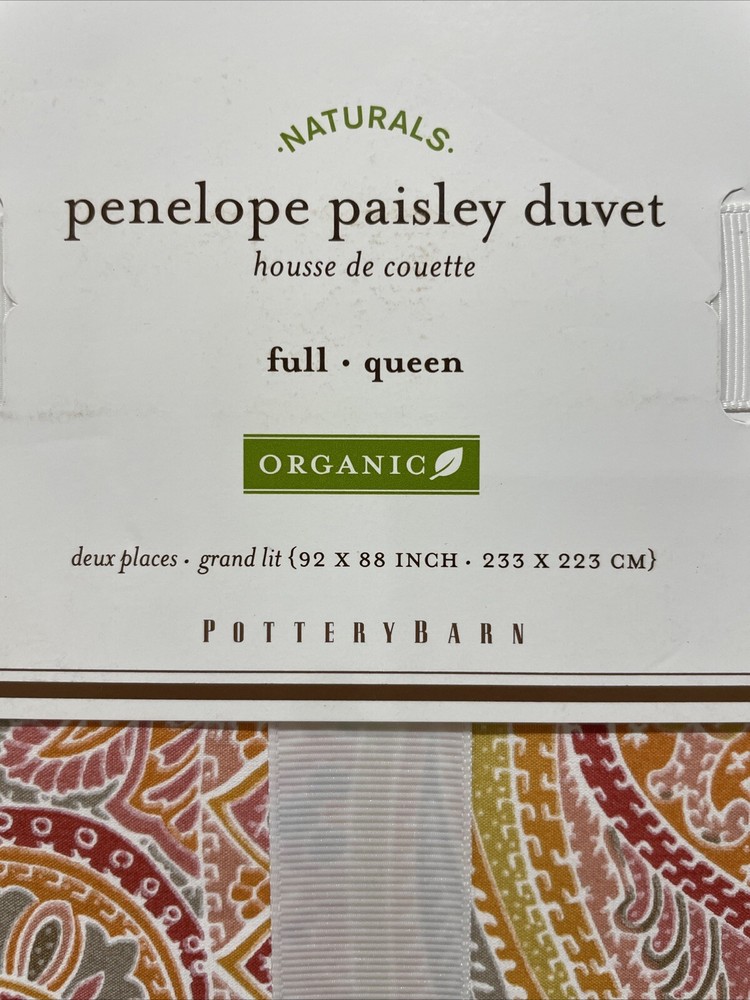 ·NATURALS·
penelope paisley duvet
housse de couette
full · queen
ORGANIC
deux places · grand lit {92 X 88 INCH · 233 X 223 CM}
POTTERYBARN